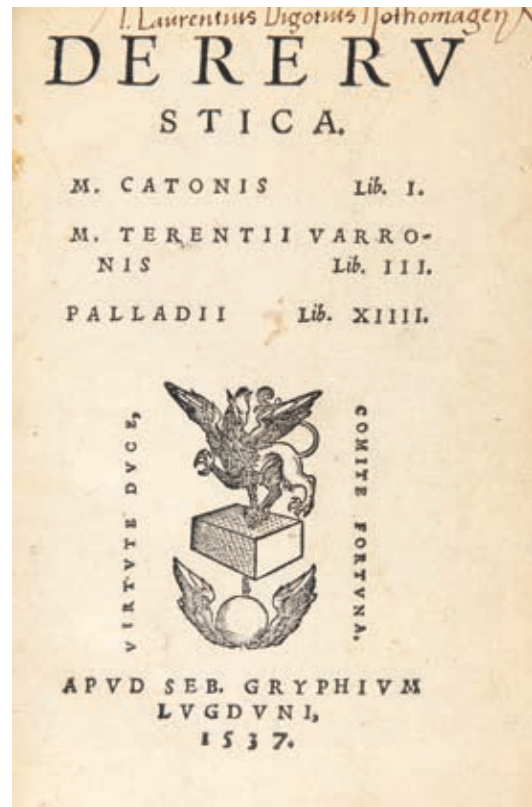 J. Laurentius Bigotius Rothomagen
DE RE RV
STICA.
M. CATONIS Lib. I.
M. TERENTII VARRO-
NIS Lib. III.
PALLADII Lib. XIIII.
VIRTVTE DVCE,
COMITE FORTVNA.
APVD SEB. GRYPHIVM
LVGDVNI,
1537.